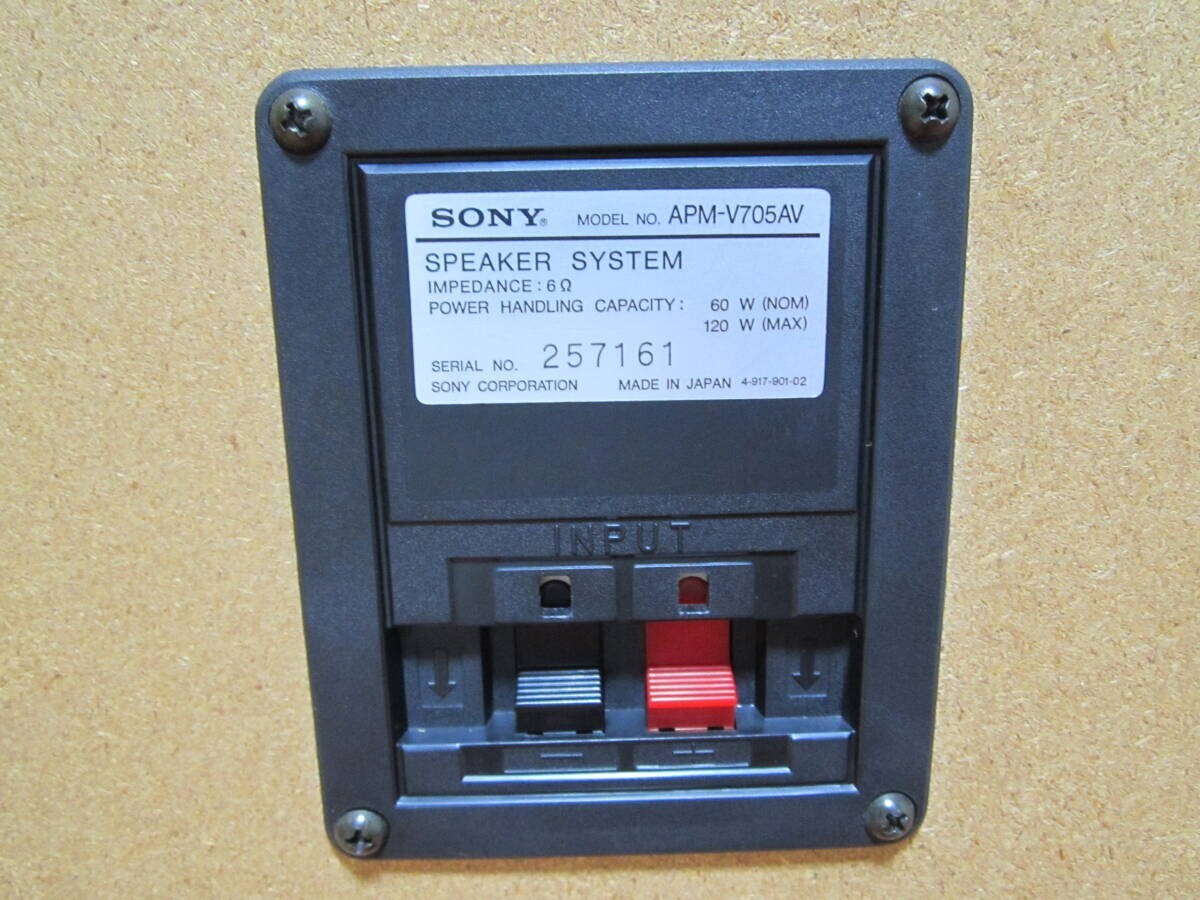 SONY® MODEL NO. APM-V705AV
SPEAKER SYSTEM
IMPEDANCE : 6 Ω
POWER HANDLING CAPACITY : 60 W (NOM)
120 W (MAX)
SERIAL NO. 257161
SONY CORPORATION MADE IN JAPAN 4-917-901-02
INPUT
− +